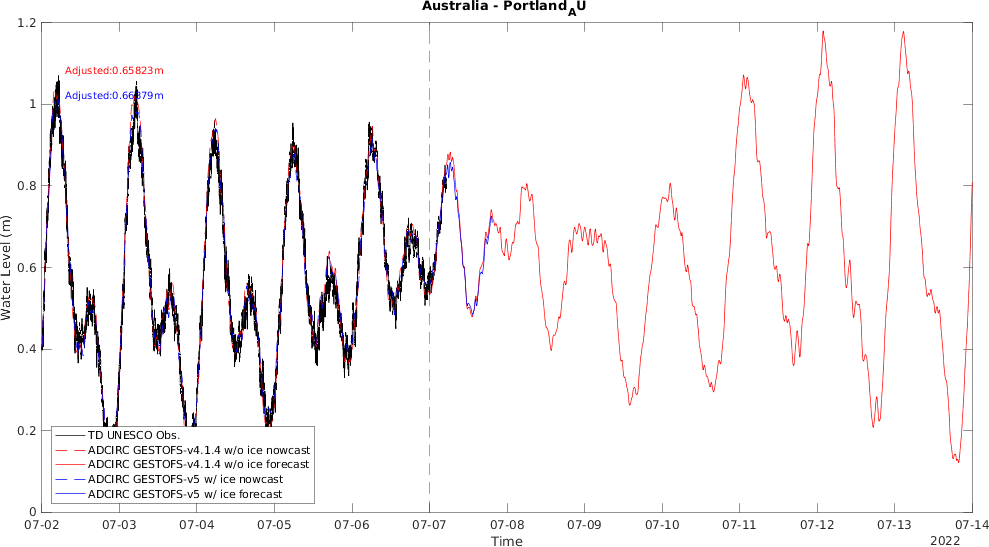 Australia - Portland_AU
1.2
1
0.8
0.6
0.4
0.2
0
Water Level (m)
Adjusted:0.65823m
Adjusted:0.66879m
TD UNESCO Obs.
ADCIRC GESTOFS-v4.1.4 w/o ice nowcast
ADCIRC GESTOFS-v4.1.4 w/o ice forecast
ADCIRC GESTOFS-v5 w/ ice nowcast
ADCIRC GESTOFS-v5 w/ ice forecast
07-02 07-03 07-04 07-05 07-06 07-07 07-08 07-09 07-10 07-11 07-12 07-13 07-14
Time
2022